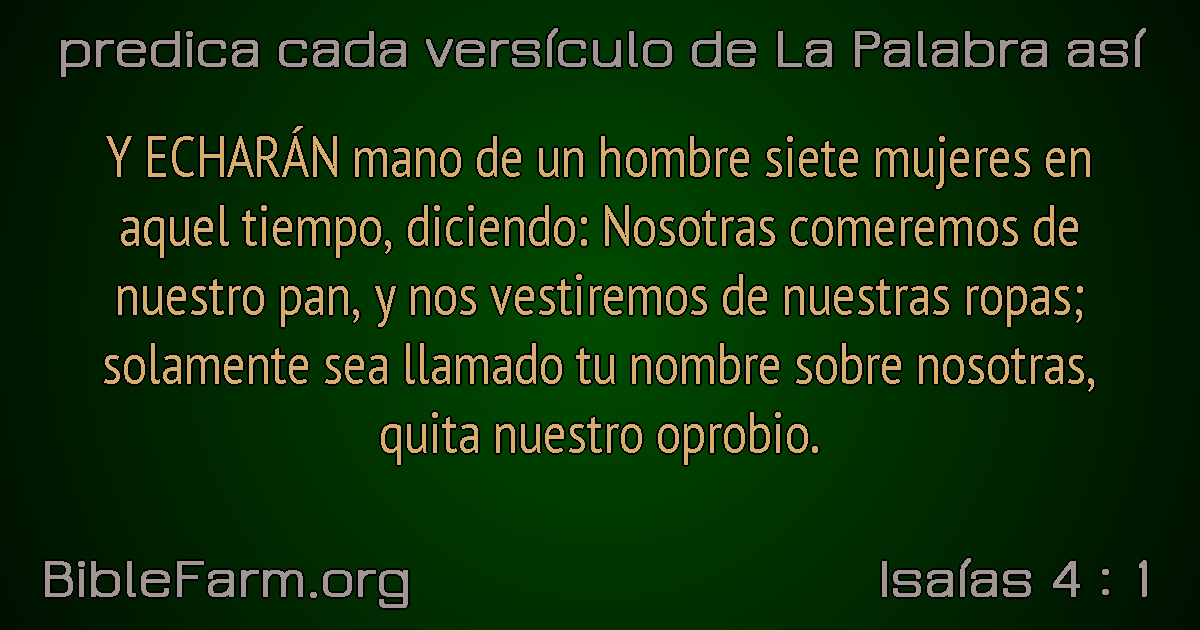 predica cada versículo de La Palabra así
Y ECHARÁN mano de un hombre siete mujeres en
aquel tiempo, diciendo: Nosotras comeremos de
nuestro pan, y nos vestiremos de nuestras ropas;
solamente sea llamado tu nombre sobre nosotras,
quita nuestro oprobio.
BibleFarm.org
Isaías 4 : 1